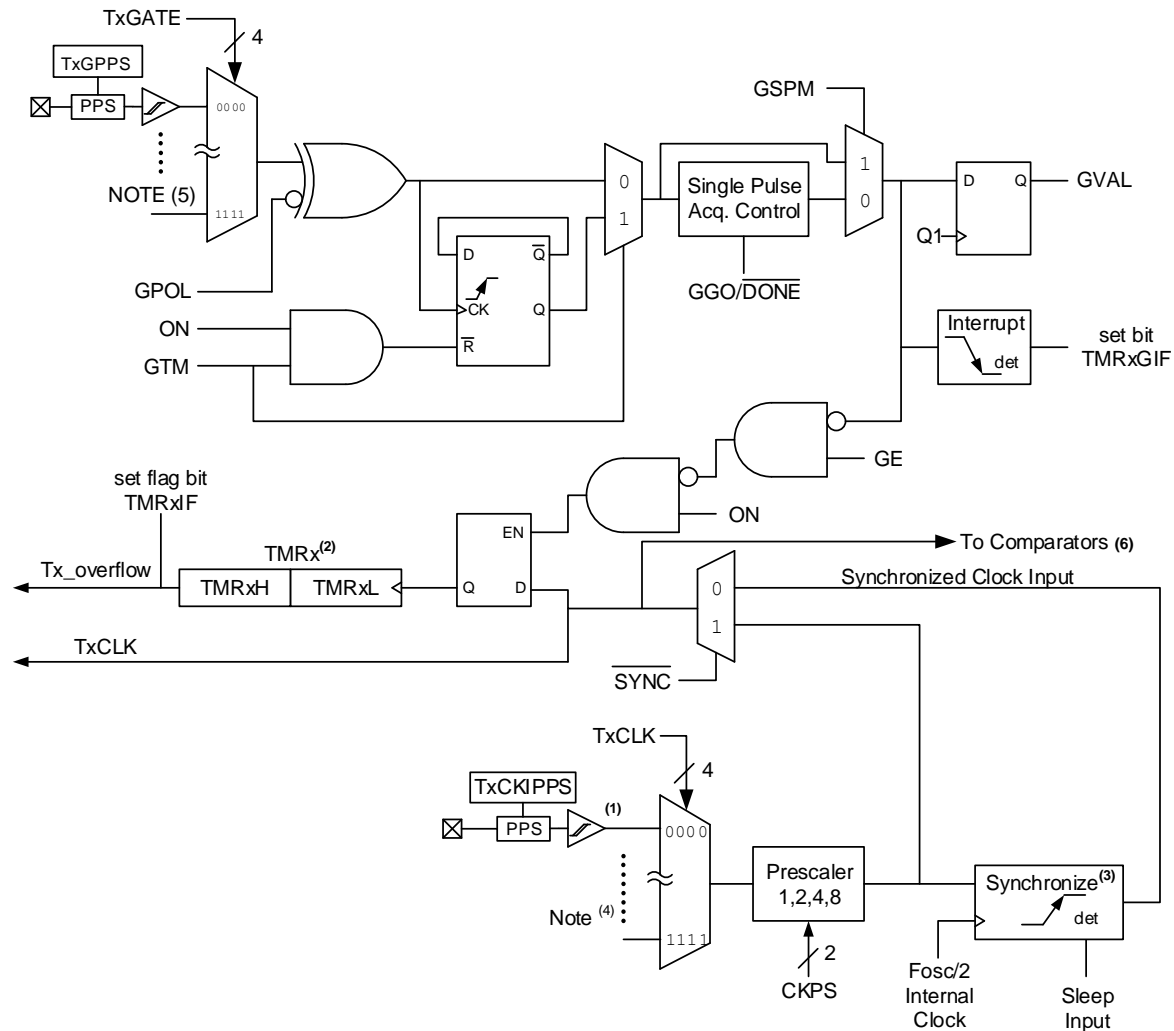 TxGATE
4
TxGPPS
PPS
0000
NOTE (5)
1111
GPOL
ON
GTM
D
Q
CK
Q
R
0
1
Single Pulse
Acq. Control
GGO/DONE
GSPM
1
0
D
Q
Q1
GVAL
Interrupt
det
set bit
TMRxGIF
GE
ON
set flag bit
TMRxIF
TMRx(2)
Tx_overflow
TMRxH
TMRxL
EN
Q
D
To Comparators (6)
Synchronized Clock Input
0
1
TxCLK
SYNC
TxCLK
4
TxCKIPPS
PPS
(1)
0000
Note (4)
1111
Prescaler
1,2,4,8
2
CKPS
Synchronize(3)
det
Fosc/2
Internal
Clock
Sleep
Input